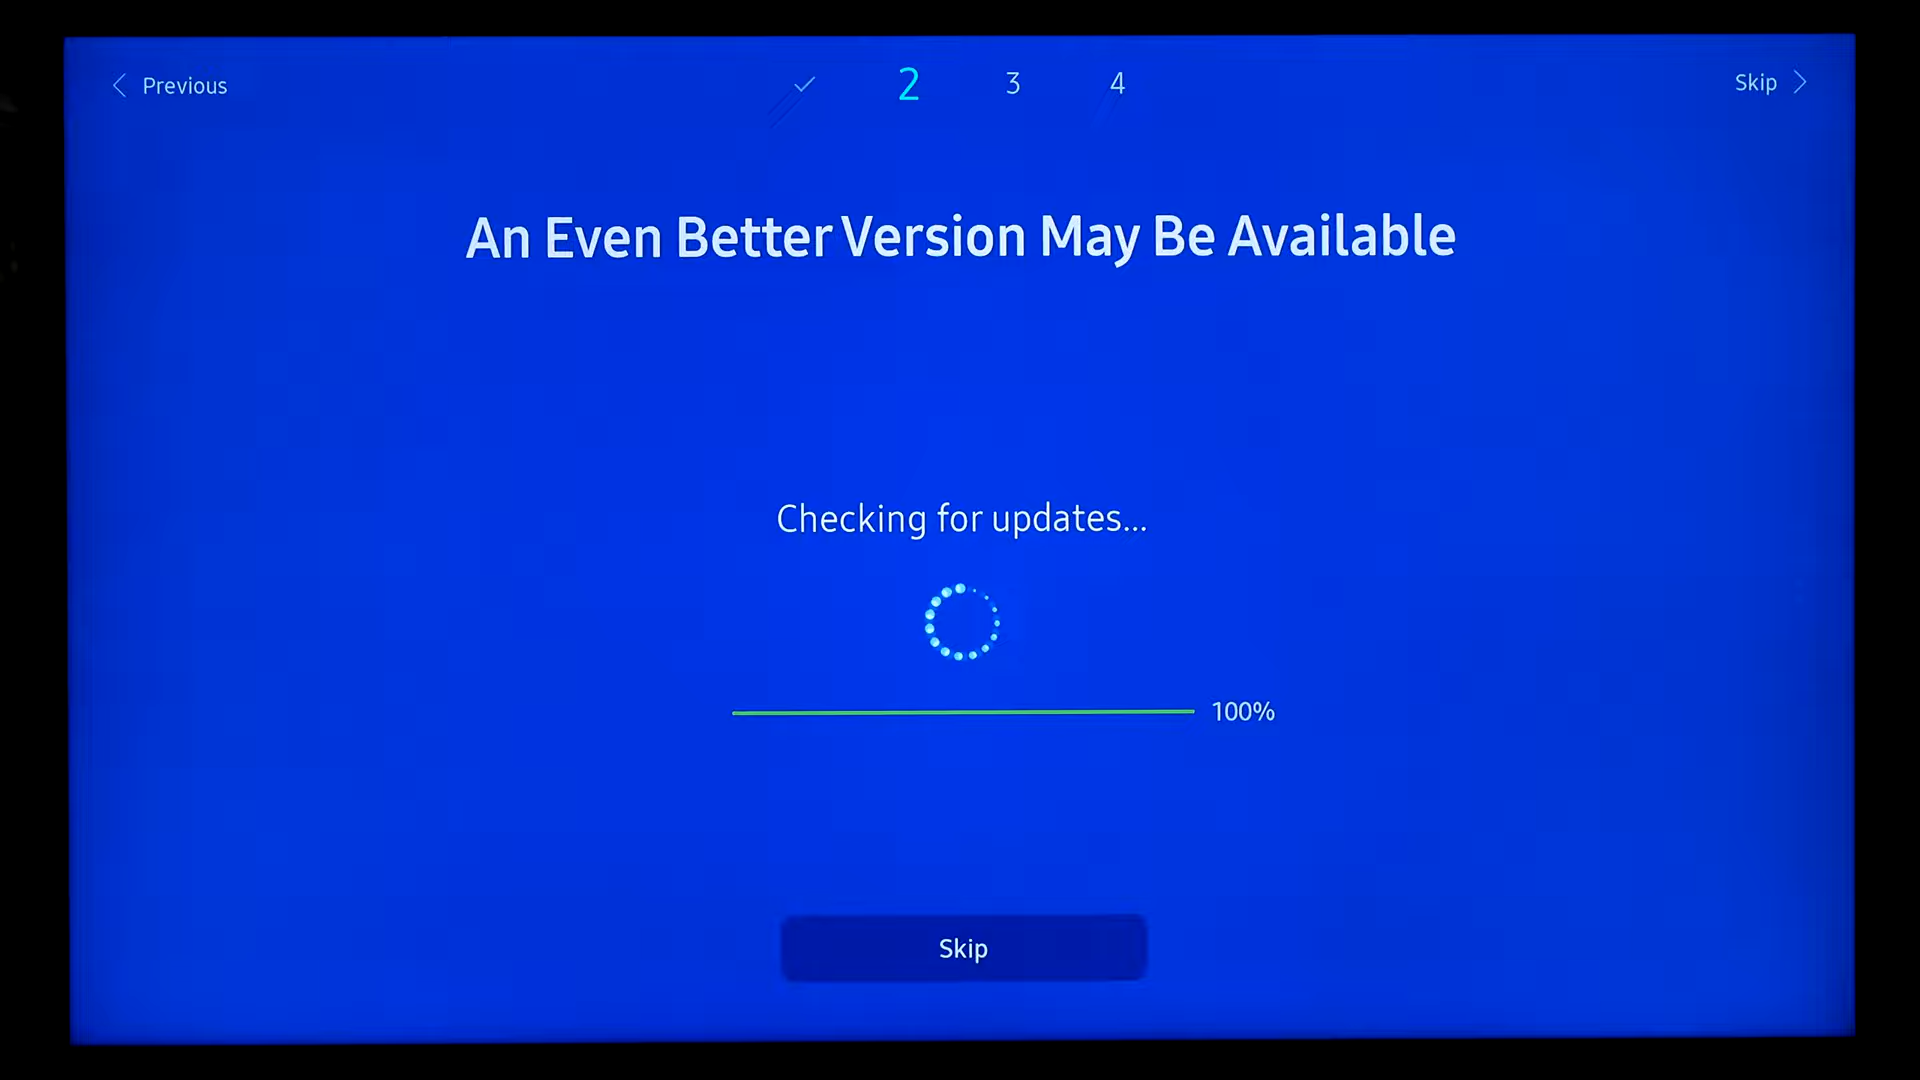 Previous
2
3
4
Skip
An Even Better Version May Be Available
Checking for updates...
100%
Skip